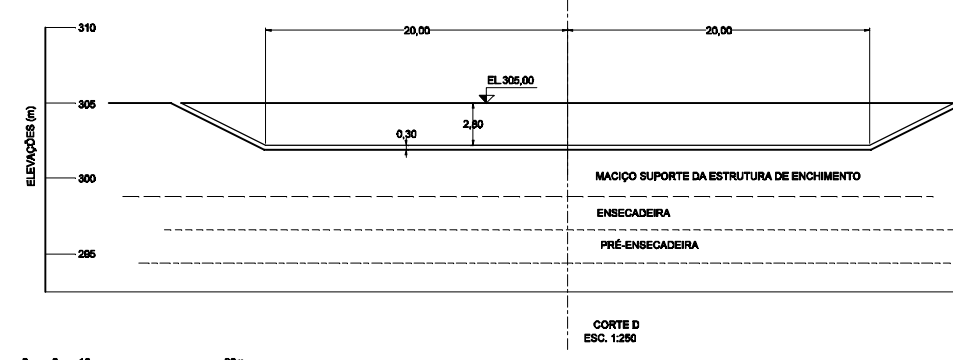 310
20,00
20,00
EL.305,00
305
2,80
0,30
ELEVAÇÕES (m)
300
MACIÇO SUPORTE DA ESTRUTURA DE ENCHIMENTO
ENSECADEIRA
295
PRÉ-ENSECADEIRA
CORTE D
ESC. 1:250